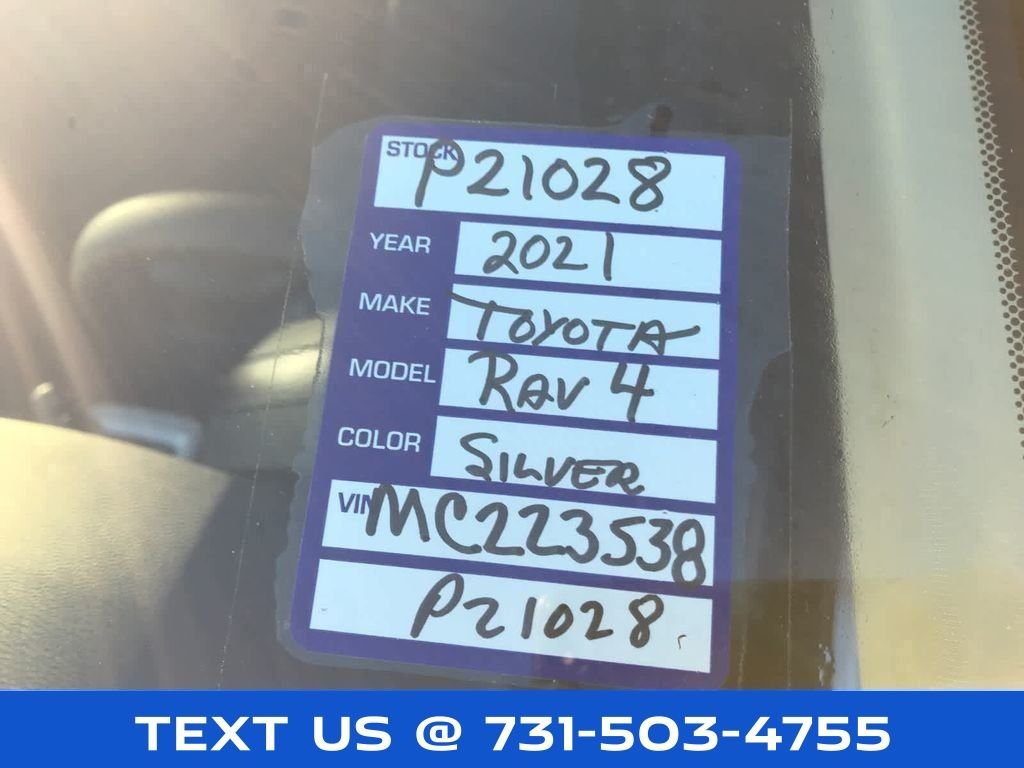 STOCK P21028
YEAR 2021
MAKE TOYOTA
MODEL RAV 4
COLOR SILVER
VIN MC223538
P21028
TEXT US @ 731-503-4755